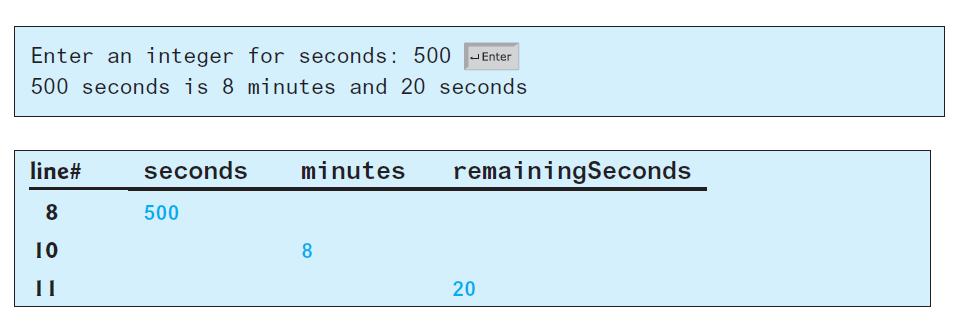 Enter an integer for seconds: 500 ↵Enter
500 seconds is 8 minutes and 20 seconds
line# seconds minutes remainingSeconds
8 500
10 8
11 20